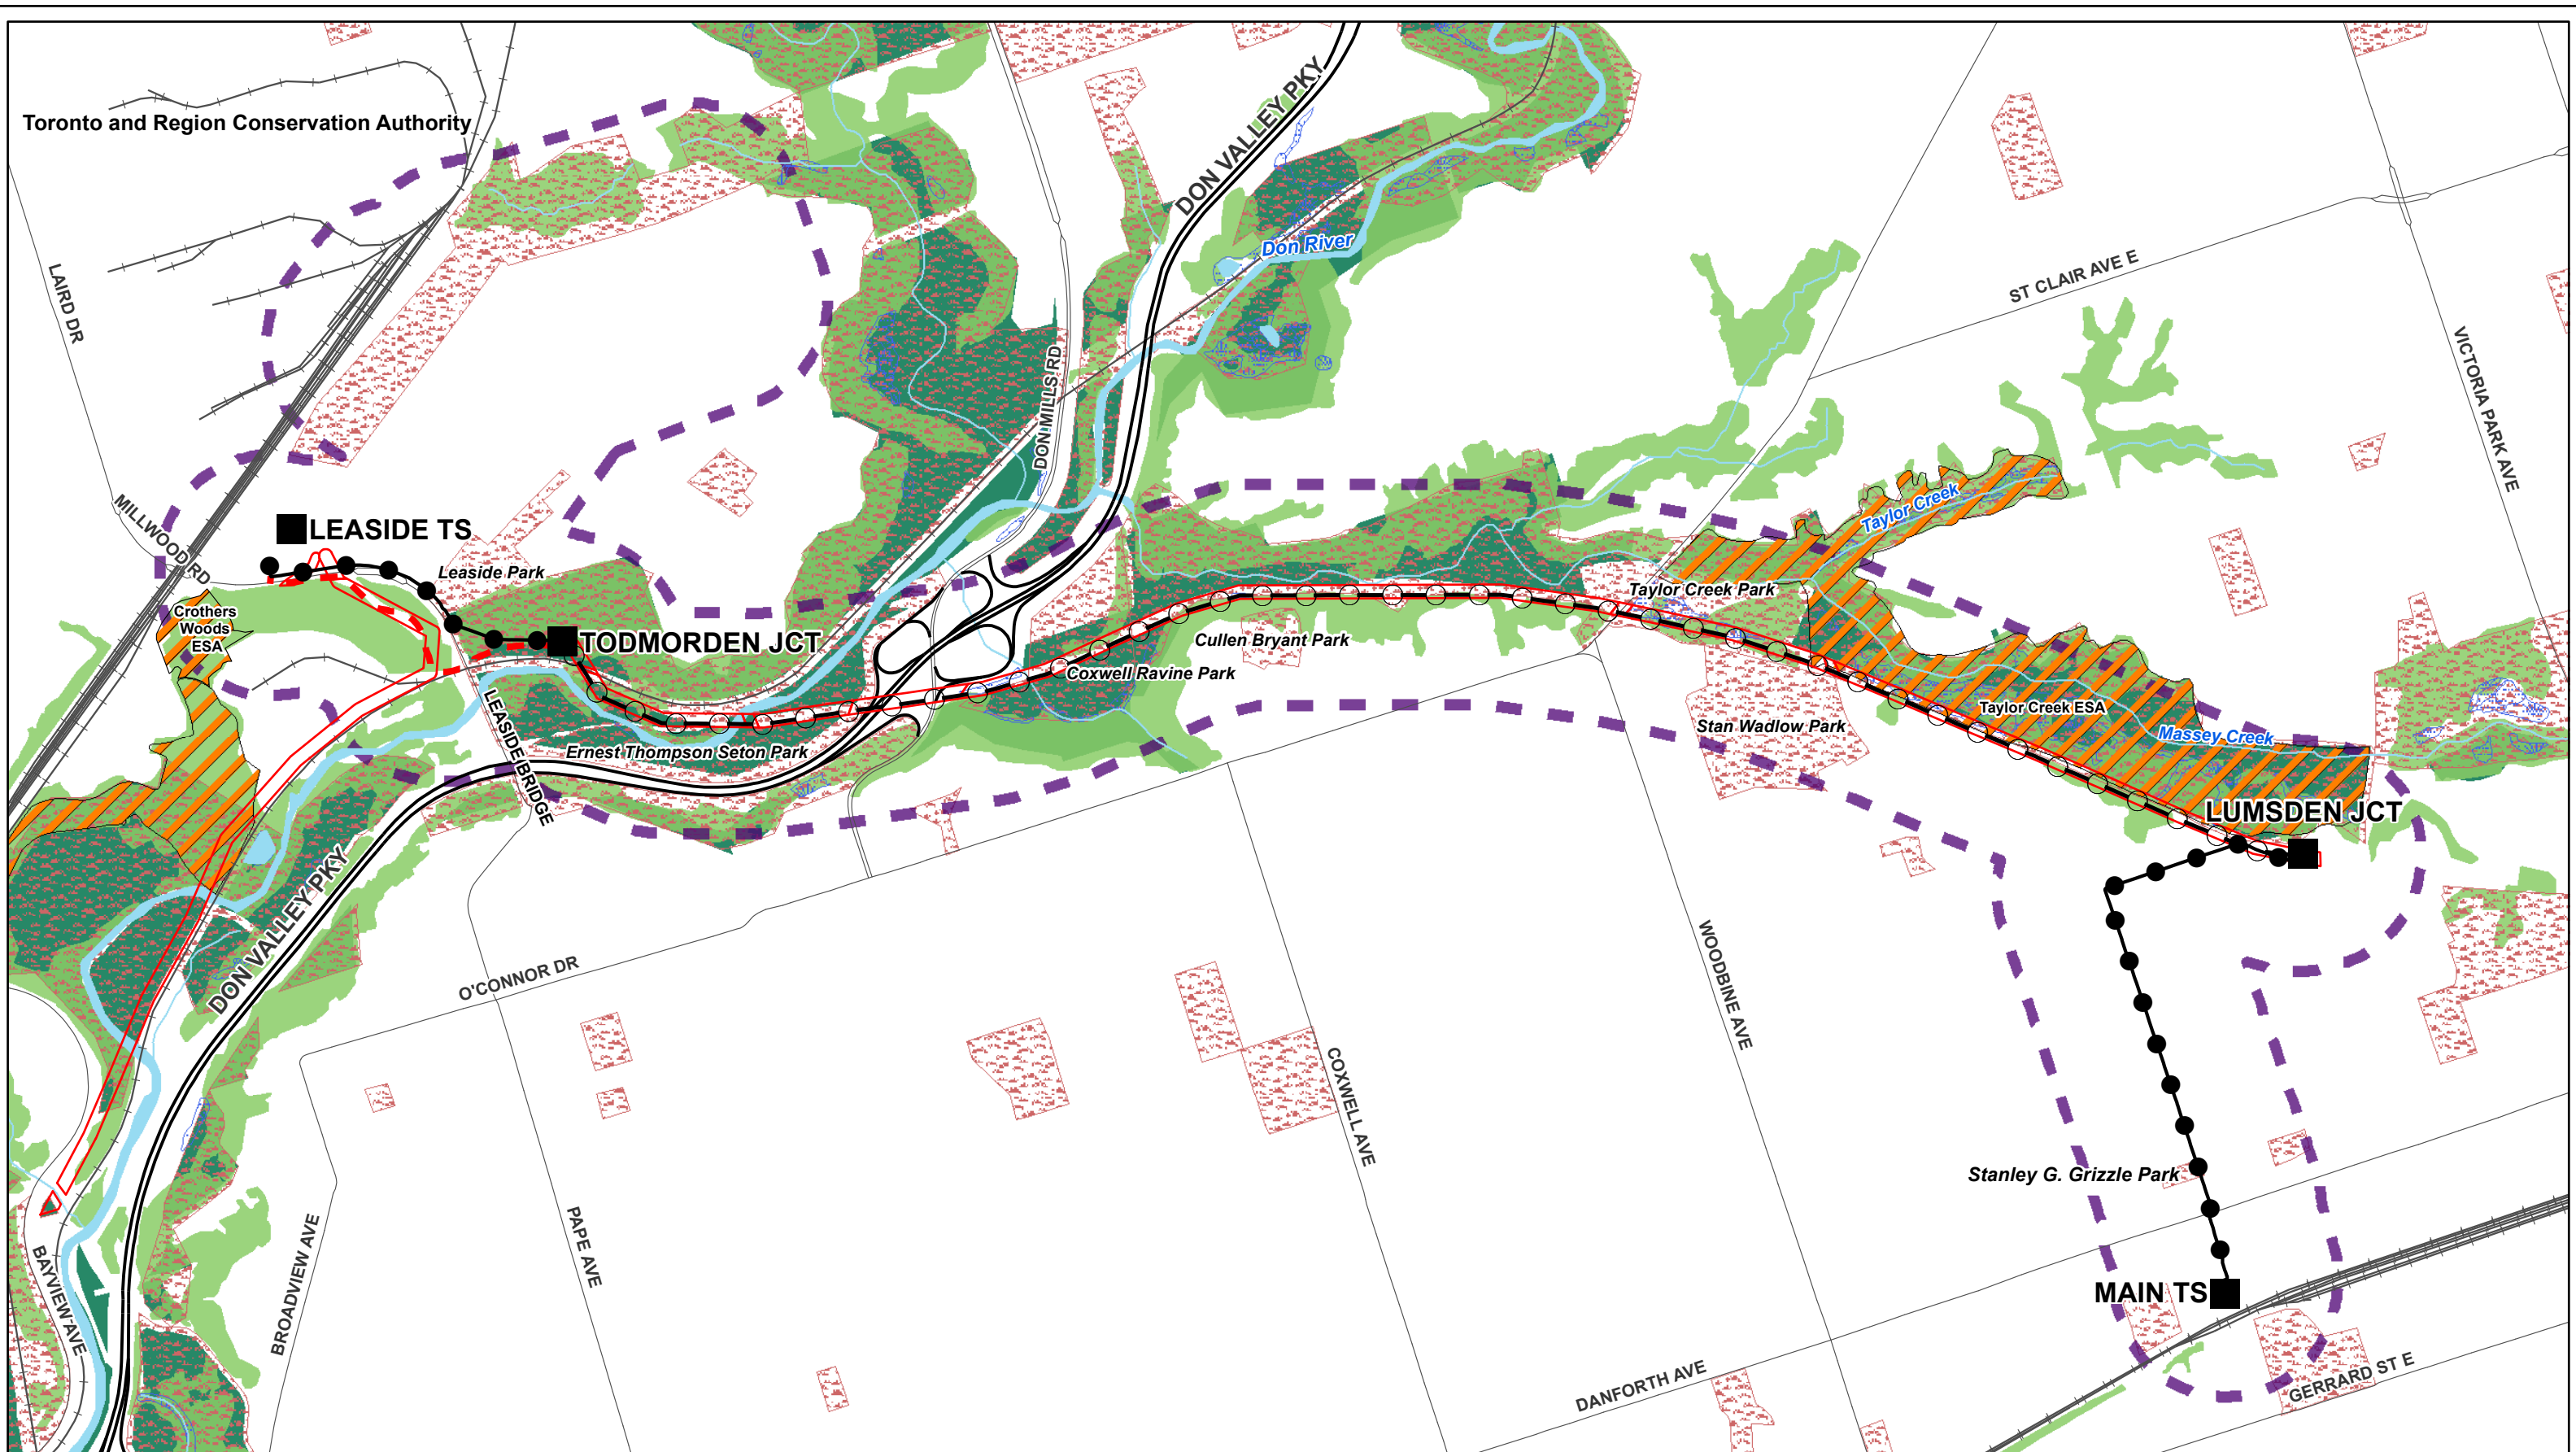 Toronto and Region Conservation Authority
DON VALLEY PKY
Don River
ST CLAIR AVE E
LAIRD DR
VICTORIA PARK AVE
DON MILLS RD
MILLWOOD RD
LEASIDE TS
Taylor Creek
Leaside Park
Taylor Creek Park
Crothers
Woods
ESA
TODMORDEN JCT
Cullen Bryant Park
Coxwell Ravine Park
LEASIDE BRIDGE
Ernest Thompson Seton Park
Stan Wadlow Park
Taylor Creek ESA
Massey Creek
LUMSDEN JCT
DON VALLEY PKY
O'CONNOR DR
WOODBINE AVE
COXWELL AVE
Stanley G. Grizzle Park
BAYVIEW AVE
BROADVIEW AVE
PAPE AVE
MAIN TS
DANFORTH AVE
GERRARD ST E